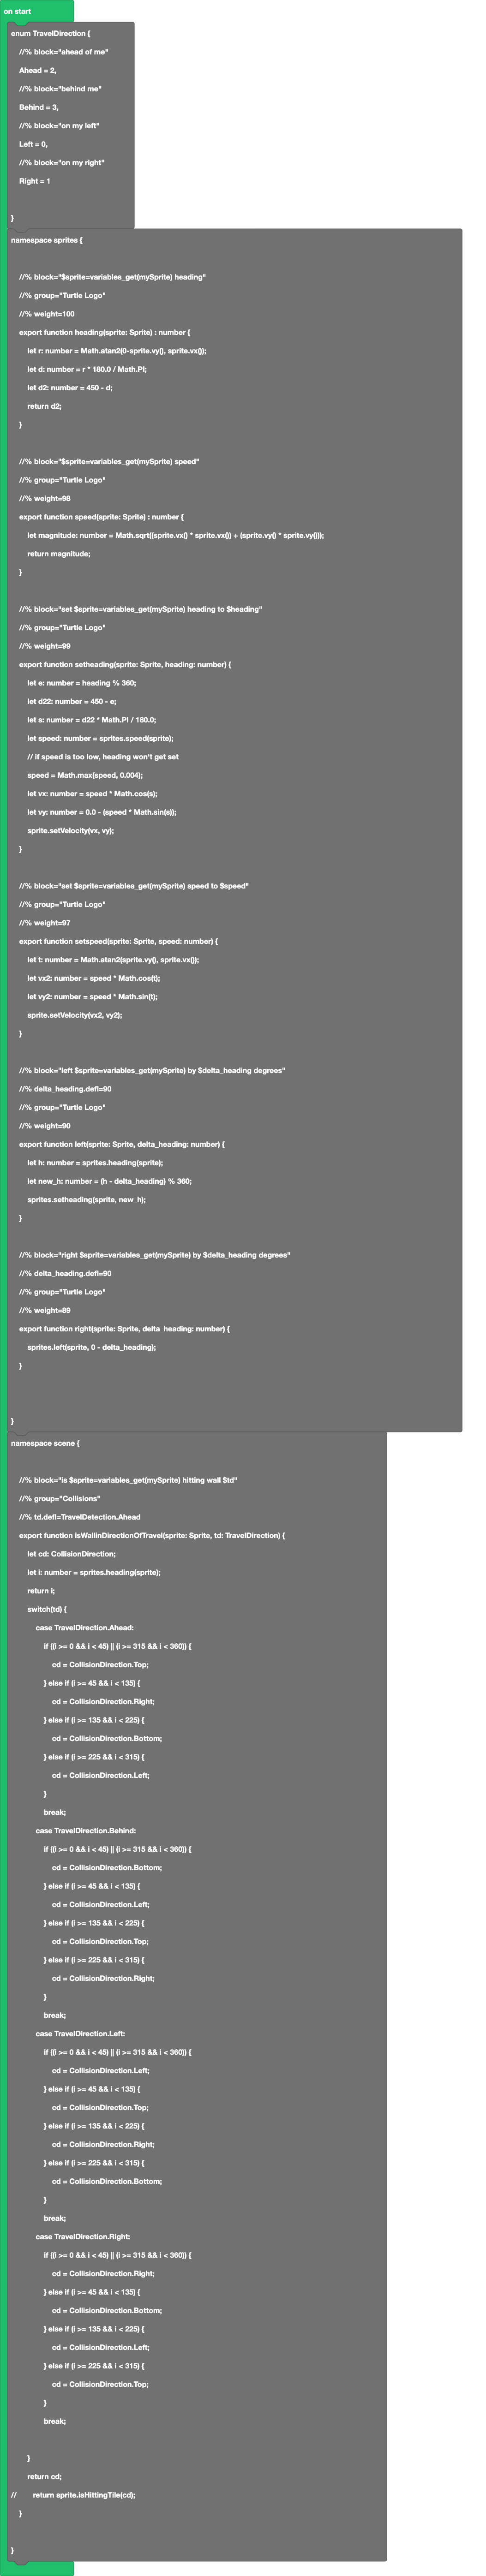 on start
enum TravelDirection {
//% block="ahead of me"
Ahead = 2,
//% block="behind me"
Behind = 3,
//% block="on my left"
Left = 0,
//% block="on my right"
Right = 1
}
namespace sprites {
//% block="$sprite=variables_get(mySprite) heading"
//% group="Turtle Logo"
//% weight=100
export function heading(sprite: Sprite) : number {
let r: number = Math.atan2(0-sprite.vy(), sprite.vx());
let d: number = r * 180.0 / Math.PI;
let d2: number = 450 - d;
return d2;
}
//% block="$sprite=variables_get(mySprite) speed"
//% group="Turtle Logo"
//% weight=98
export function speed(sprite: Sprite) : number {
let magnitude: number = Math.sqrt((sprite.vx() * sprite.vx()) + (sprite.vy() * sprite.vy()));
return magnitude;
}
//% block="set $sprite=variables_get(mySprite) heading to $heading"
//% group="Turtle Logo"
//% weight=99
export function setheading(sprite: Sprite, heading: number) {
let e: number = heading % 360;
let d22: number = 450 - e;
let s: number = d22 * Math.PI / 180.0;
let speed: number = sprites.speed(sprite);
// if speed is too low, heading won't get set
speed = Math.max(speed, 0.004);
let vx: number = speed * Math.cos(s);
let vy: number = 0.0 - (speed * Math.sin(s));
sprite.setVelocity(vx, vy);
}
//% block="set $sprite=variables_get(mySprite) speed to $speed"
//% group="Turtle Logo"
//% weight=97
export function setspeed(sprite: Sprite, speed: number) {
let t: number = Math.atan2(sprite.vy(), sprite.vx());
let vx2: number = speed * Math.cos(t);
let vy2: number = speed * Math.sin(t);
sprite.setVelocity(vx2, vy2);
}
//% block="left $sprite=variables_get(mySprite) by $delta_heading degrees"
//% delta_heading.defl=90
//% group="Turtle Logo"
//% weight=90
export function left(sprite: Sprite, delta_heading: number) {
let h: number = sprites.heading(sprite);
let new_h: number = (h - delta_heading) % 360;
sprites.setheading(sprite, new_h);
}
//% block="right $sprite=variables_get(mySprite) by $delta_heading degrees"
//% delta_heading.defl=90
//% group="Turtle Logo"
//% weight=89
export function right(sprite: Sprite, delta_heading: number) {
sprites.left(sprite, 0 - delta_heading);
}
}
namespace scene {
//% block="is $sprite=variables_get(mySprite) hitting wall $td"
//% group="Collisions"
//% td.defl=TravelDetection.Ahead
export function isWallinDirectionOfTravel(sprite: Sprite, td: TravelDirection) {
let cd: CollisionDirection;
let i: number = sprites.heading(sprite);
return i;
switch(td) {
case TravelDirection.Ahead:
if ((i >= 0 && i < 45) || (i >= 315 && i < 360)) {
cd = CollisionDirection.Top;
} else if (i >= 45 && i < 135) {
cd = CollisionDirection.Right;
} else if (i >= 135 && i < 225) {
cd = CollisionDirection.Bottom;
} else if (i >= 225 && i < 315) {
cd = CollisionDirection.Left;
}
break;
case TravelDirection.Behind:
if ((i >= 0 && i < 45) || (i >= 315 && i < 360)) {
cd = CollisionDirection.Bottom;
} else if (i >= 45 && i < 135) {
cd = CollisionDirection.Left;
} else if (i >= 135 && i < 225) {
cd = CollisionDirection.Top;
} else if (i >= 225 && i < 315) {
cd = CollisionDirection.Right;
}
break;
case TravelDirection.Left:
if ((i >= 0 && i < 45) || (i >= 315 && i < 360)) {
cd = CollisionDirection.Left;
} else if (i >= 45 && i < 135) {
cd = CollisionDirection.Top;
} else if (i >= 135 && i < 225) {
cd = CollisionDirection.Right;
} else if (i >= 225 && i < 315) {
cd = CollisionDirection.Bottom;
}
break;
case TravelDirection.Right:
if ((i >= 0 && i < 45) || (i >= 315 && i < 360)) {
cd = CollisionDirection.Right;
} else if (i >= 45 && i < 135) {
cd = CollisionDirection.Bottom;
} else if (i >= 135 && i < 225) {
cd = CollisionDirection.Left;
} else if (i >= 225 && i < 315) {
cd = CollisionDirection.Top;
}
break;
}
return cd;
// return sprite.isHittingTile(cd);
}
}